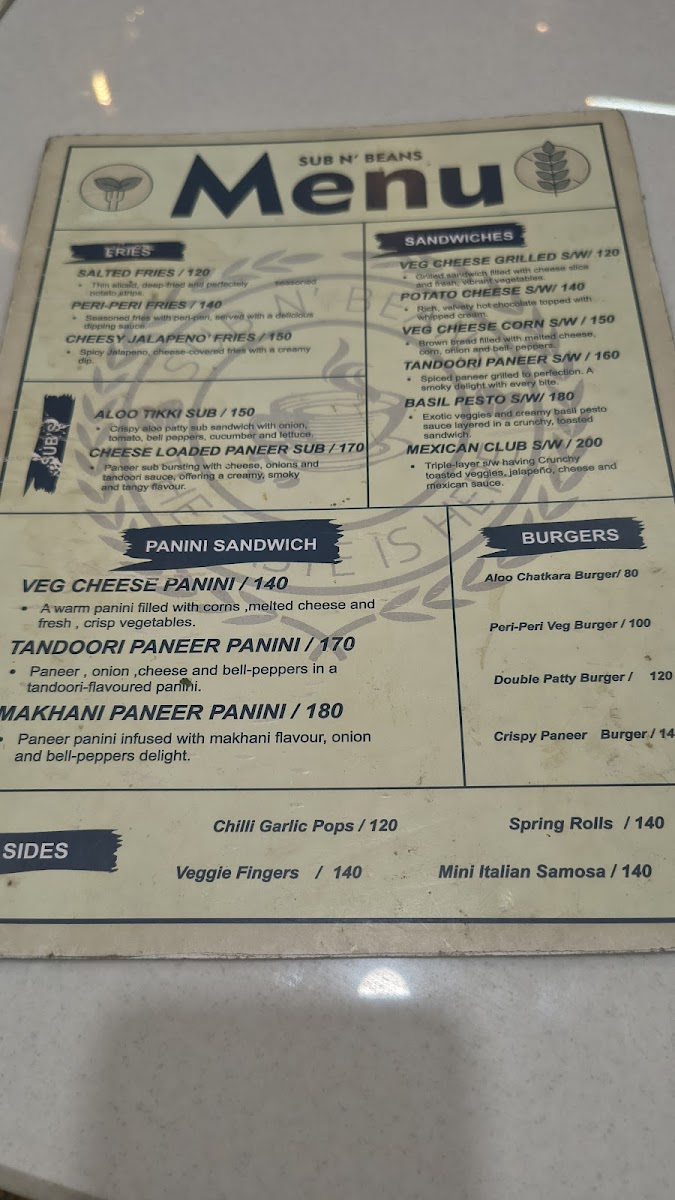 SUB N' BEANS
Menu
FRIES
SALTED FRIES / 120
• Thin sliced, deep-fried and perfectely seasoned
potato strips.
PERI-PERI FRIES / 140
• Seasoned fries with peri-peri, served with a delicious
dipping sauce.
CHEESY JALAPENO' FRIES / 150
• Spicy Jalapeno, cheese-covered fries with a creamy
dip.
SANDWICHES
VEG CHEESE GRILLED S/W/ 120
• Grilled sandwich filled with cheese slice
and fresh, vibrant vegetables.
POTATO CHEESE S/W/ 140
• Rich, velvety hot chocolate topped with
whipped cream.
VEG CHEESE CORN S/W / 150
• Brown bread filled with melted cheese,
corn, onion and bell- peppers.
TANDOORI PANEER S/W / 160
• Spiced paneer grilled to perfection. A
smoky delight with every bite.
BASIL PESTO S/W/ 180
• Exotic veggies and creamy basil pesto
sauce layered in a crunchy, toasted
sandwich.
MEXICAN CLUB S/W / 200
• Triple-layer s/w having Crunchy
toasted veggies, jalapeño, cheese and
mexican sauce.
SUB'S
ALOO TIKKI SUB / 150
• Crispy aloo patty sub sandwich with onion,
tomato, bell peppers, cucumber and lettuce.
CHEESE LOADED PANEER SUB / 170
• Paneer sub bursting with cheese, onions and
tandoori sauce, offering a creamy, smoky
and tangy flavour.
PANINI SANDWICH
VEG CHEESE PANINI / 140
• A warm panini filled with corns ,melted cheese and
fresh , crisp vegetables.
TANDOORI PANEER PANINI / 170
• Paneer , onion ,cheese and bell-peppers in a
tandoori-flavoured panini.
MAKHANI PANEER PANINI / 180
• Paneer panini infused with makhani flavour, onion
and bell-peppers delight.
BURGERS
Aloo Chatkara Burger/ 80
Peri-Peri Veg Burger / 100
Double Patty Burger / 120
Crispy Paneer Burger / 14
SIDES
Chilli Garlic Pops / 120
Spring Rolls / 140
Veggie Fingers / 140
Mini Italian Samosa / 140